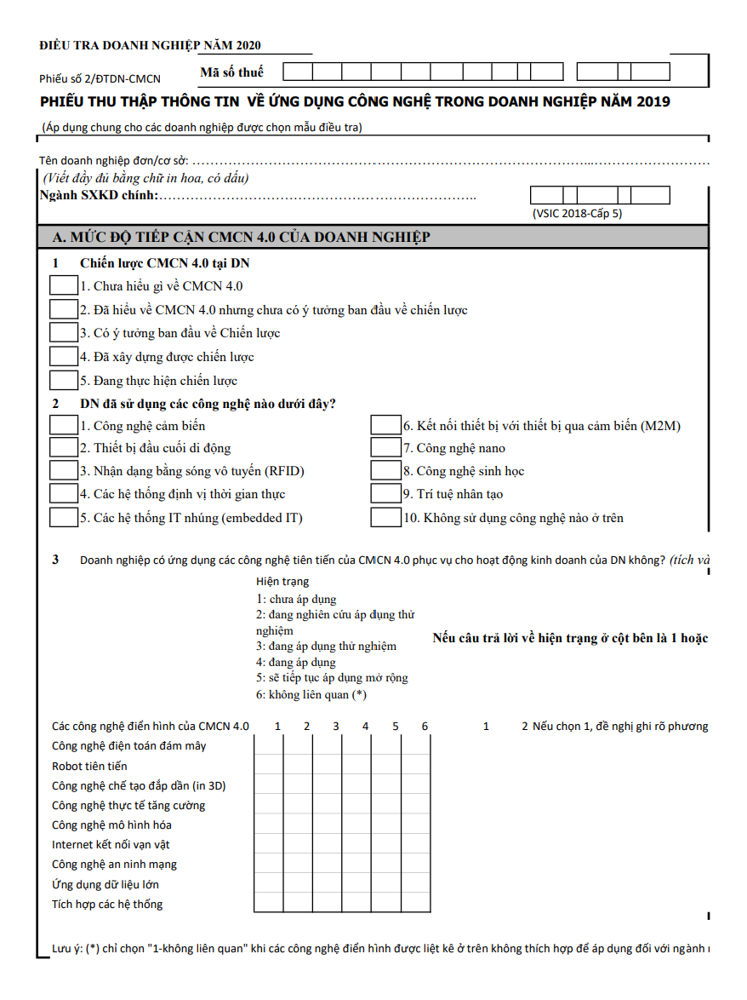 ĐIỀU TRA DOANH NGHIỆP NĂM 2020
Phiếu số 2/ĐTDN-CMCN
Mã số thuế
PHIẾU THU THẬP THÔNG TIN VỀ ỨNG DỤNG CÔNG NGHỆ TRONG DOANH NGHIỆP NĂM 2019
(Áp dụng chung cho các doanh nghiệp được chọn mẫu điều tra)
Tên doanh nghiệp đơn/cơ sở: ………………………………………………………………………………...………………………
(Viết đầy đủ bằng chữ in hoa, có dấu)
Ngành SXKD chính:……………………………………………………………..
(VSIC 2018-Cấp 5)
A. MỨC ĐỘ TIẾP CẬN CMCN 4.0 CỦA DOANH NGHIỆP
1 Chiến lược CMCN 4.0 tại DN
1. Chưa hiểu gì về CMCN 4.0
2. Đã hiểu về CMCN 4.0 nhưng chưa có ý tưởng ban đầu về chiến lược
3. Có ý tưởng ban đầu về Chiến lược
4. Đã xây dựng được chiến lược
5. Đang thực hiện chiến lược
2 DN đã sử dụng các công nghệ nào dưới đây?
1. Công nghệ cảm biến
2. Thiết bị đầu cuối di động
3. Nhận dạng bằng sóng vô tuyến (RFID)
4. Các hệ thống định vị thời gian thực
5. Các hệ thống IT nhúng (embedded IT)
6. Kết nối thiết bị với thiết bị qua cảm biến (M2M)
7. Công nghệ nano
8. Công nghệ sinh học
9. Trí tuệ nhân tạo
10. Không sử dụng công nghệ nào ở trên
3 Doanh nghiệp có ứng dụng các công nghệ tiên tiến của CMCN 4.0 phục vụ cho hoạt động kinh doanh của DN không? (tích và
Hiện trạng
1: chưa áp dụng
2: đang nghiên cứu áp dụng thử
nghiệm
3: đang áp dụng thử nghiệm
4: đang áp dụng
5: sẽ tiếp tục áp dụng mở rộng
6: không liên quan (*)
Nếu câu trả lời về hiện trạng ở cột bên là 1 hoặc
Các công nghệ điển hình của CMCN 4.0 1 2 3 4 5 6 1 2 Nếu chọn 1, đề nghị ghi rõ phương
Công nghệ điện toán đám mây
Robot tiên tiến
Công nghệ chế tạo đắp dần (in 3D)
Công nghệ thực tế tăng cường
Công nghệ mô hình hóa
Internet kết nối vạn vật
Công nghệ an ninh mạng
Ứng dụng dữ liệu lớn
Tích hợp các hệ thống
Lưu ý: (*) chỉ chọn "1-không liên quan" khi các công nghệ điển hình được liệt kê ở trên không thích hợp để áp dụng đối với ngành